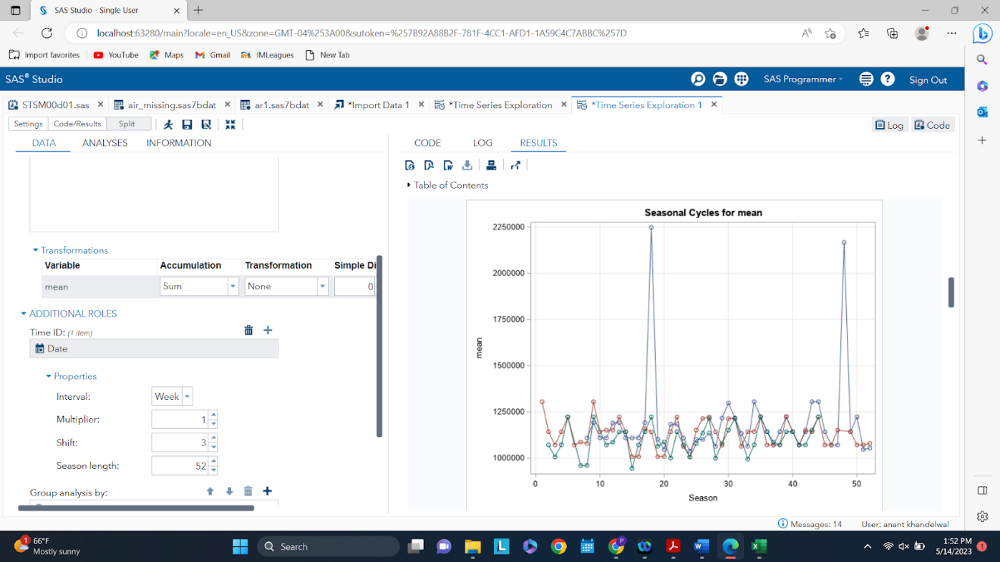 SAS Studio - Single User
localhost:63280/main?locale=en_US&zone=GMT-04%253A00&sutoken=%257B92A88B2F-781F-4CC1-AFD1-1A59C4C7ABBC%257D
Import favorites YouTube Maps Gmail IMLeagues New Tab
SAS® Studio SAS Programmer Sign Out
STSM00d01.sas air_missing.sas7bdat ar1.sas7bdat *Import Data 1 *Time Series Exploration *Time Series Exploration 1
Settings Code/Results Split Log Code
DATA ANALYSES INFORMATION CODE LOG RESULTS
Table of Contents
Transformations
Variable Accumulation Transformation Simple Di
mean Sum None 0
ADDITIONAL ROLES
Time ID: (1 item)
Date
Properties
Interval: Week
Multiplier: 1
Shift: 3
Season length: 52
Group analysis by:
Seasonal Cycles for mean
2250000
2000000
1750000
1500000
1250000
1000000
mean
0 10 20 30 40 50
Season
Messages: 14 User: anant khandelwal
1
66°F
Mostly sunny
Search
1:52 PM
5/14/2023
1